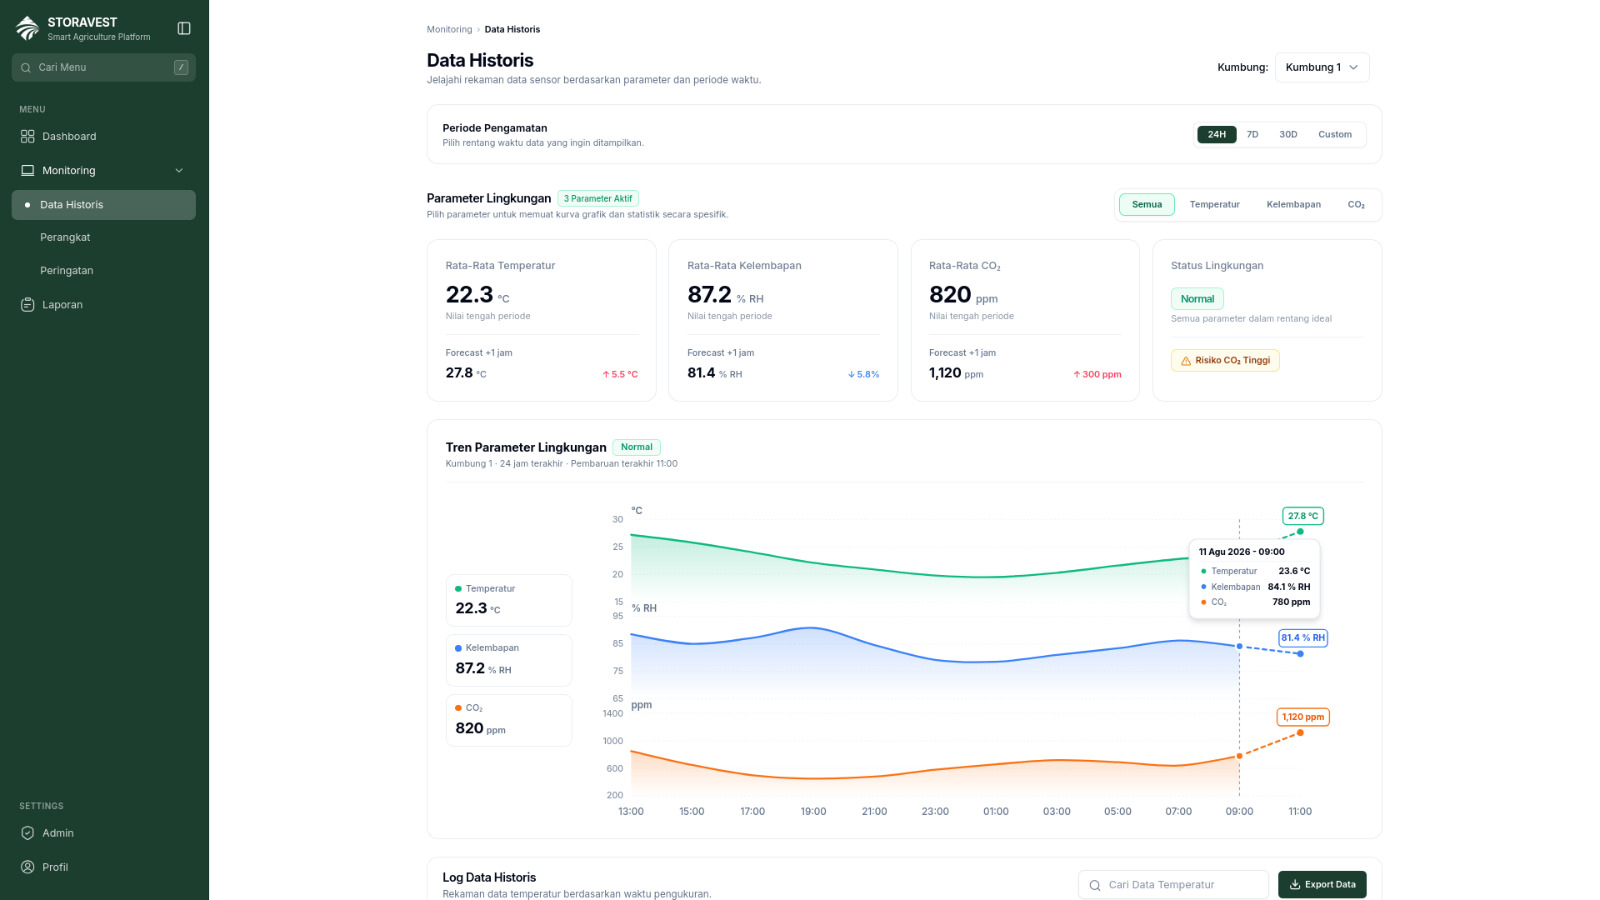 STORAVEST
Smart Agriculture Platform
Cari Menu /
MENU
Dashboard
Monitoring
Data Historis
Perangkat
Peringatan
Laporan
SETTINGS
Admin
Profil
Monitoring › Data Historis
Data Historis
Jelajahi rekaman data sensor berdasarkan parameter dan periode waktu.
Kumbung: Kumbung 1
Periode Pengamatan
Pilih rentang waktu data yang ingin ditampilkan.
24H 7D 30D Custom
Parameter Lingkungan 3 Parameter Aktif
Pilih parameter untuk memuat kurva grafik dan statistik secara spesifik.
Semua Temperatur Kelembapan CO₂
Rata-Rata Temperatur
22.3 °C
Nilai tengah periode
Forecast +1 jam
27.8 °C ↑ 5.5 °C
Rata-Rata Kelembapan
87.2 % RH
Nilai tengah periode
Forecast +1 jam
81.4 % RH ↓ 5.8%
Rata-Rata CO₂
820 ppm
Nilai tengah periode
Forecast +1 jam
1,120 ppm ↑ 300 ppm
Status Lingkungan
Normal
Semua parameter dalam rentang ideal
Risiko CO₂ Tinggi
Tren Parameter Lingkungan Normal
Kumbung 1 · 24 jam terakhir · Pembaruan terakhir 11:00
Temperatur
22.3 °C
Kelembapan
87.2 % RH
CO₂
820 ppm
°C
30
25
20
15
% RH
95
85
75
65
ppm
1400
1000
600
200
13:00 15:00 17:00 19:00 21:00 23:00 01:00 03:00 05:00 07:00 09:00 11:00
27.8 °C
11 Agu 2026 - 09:00
Temperatur 23.6 °C
Kelembapan 84.1 % RH
CO₂ 780 ppm
81.4 % RH
1,120 ppm
Log Data Historis
Rekaman data temperatur berdasarkan waktu pengukuran.
Cari Data Temperatur
Export Data